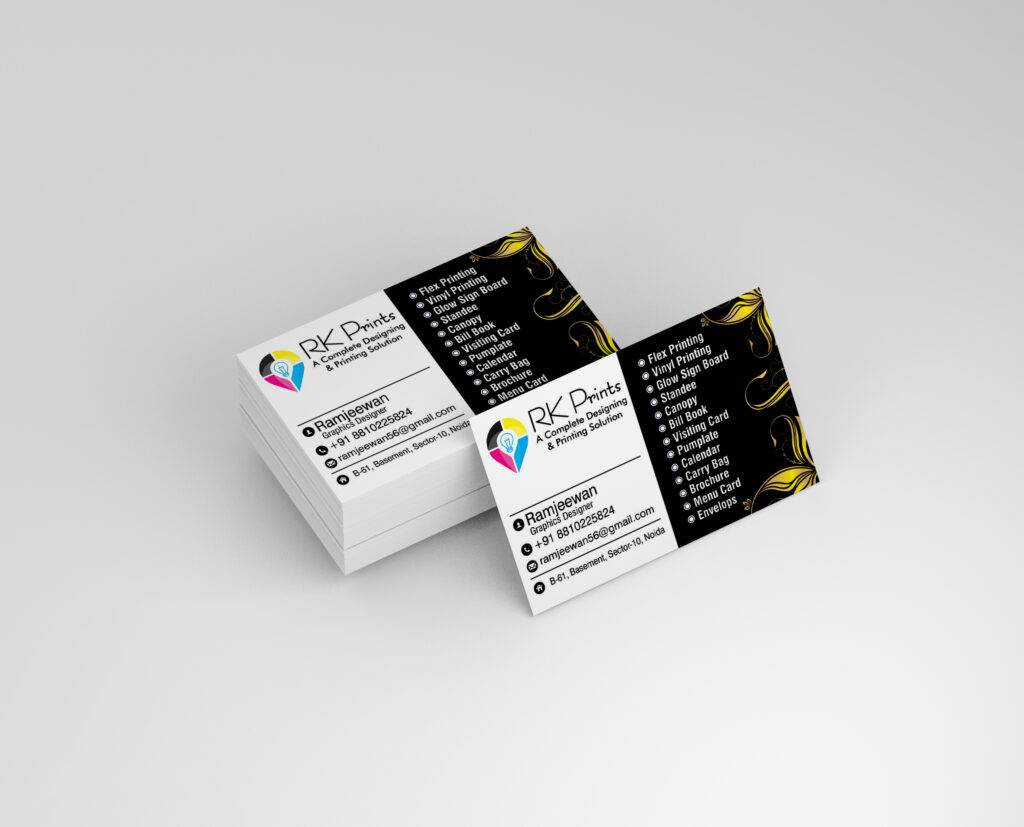 RK Prints
A Complete Designing
& Printing Solution
Ramjeewan
Graphics Designer
+91 8810225824
ramjeewan56@gmail.com
B-61, Basement, Sector-10, Noida
Flex Printing
Vinyl Printing
Glow Sign Board
Standee
Canopy
Bill Book
Visiting Card
Pumplate
Calendar
Carry Bag
Brochure
Menu Card
RK Prints
A Complete Designing
& Printing Solution
Ramjeewan
Graphics Designer
+91 8810225824
ramjeewan56@gmail.com
B-61, Basement, Sector-10, Noida
Flex Printing
Vinyl Printing
Glow Sign Board
Standee
Canopy
Bill Book
Visiting Card
Pumplate
Calendar
Carry Bag
Brochure
Menu Card
Envelops